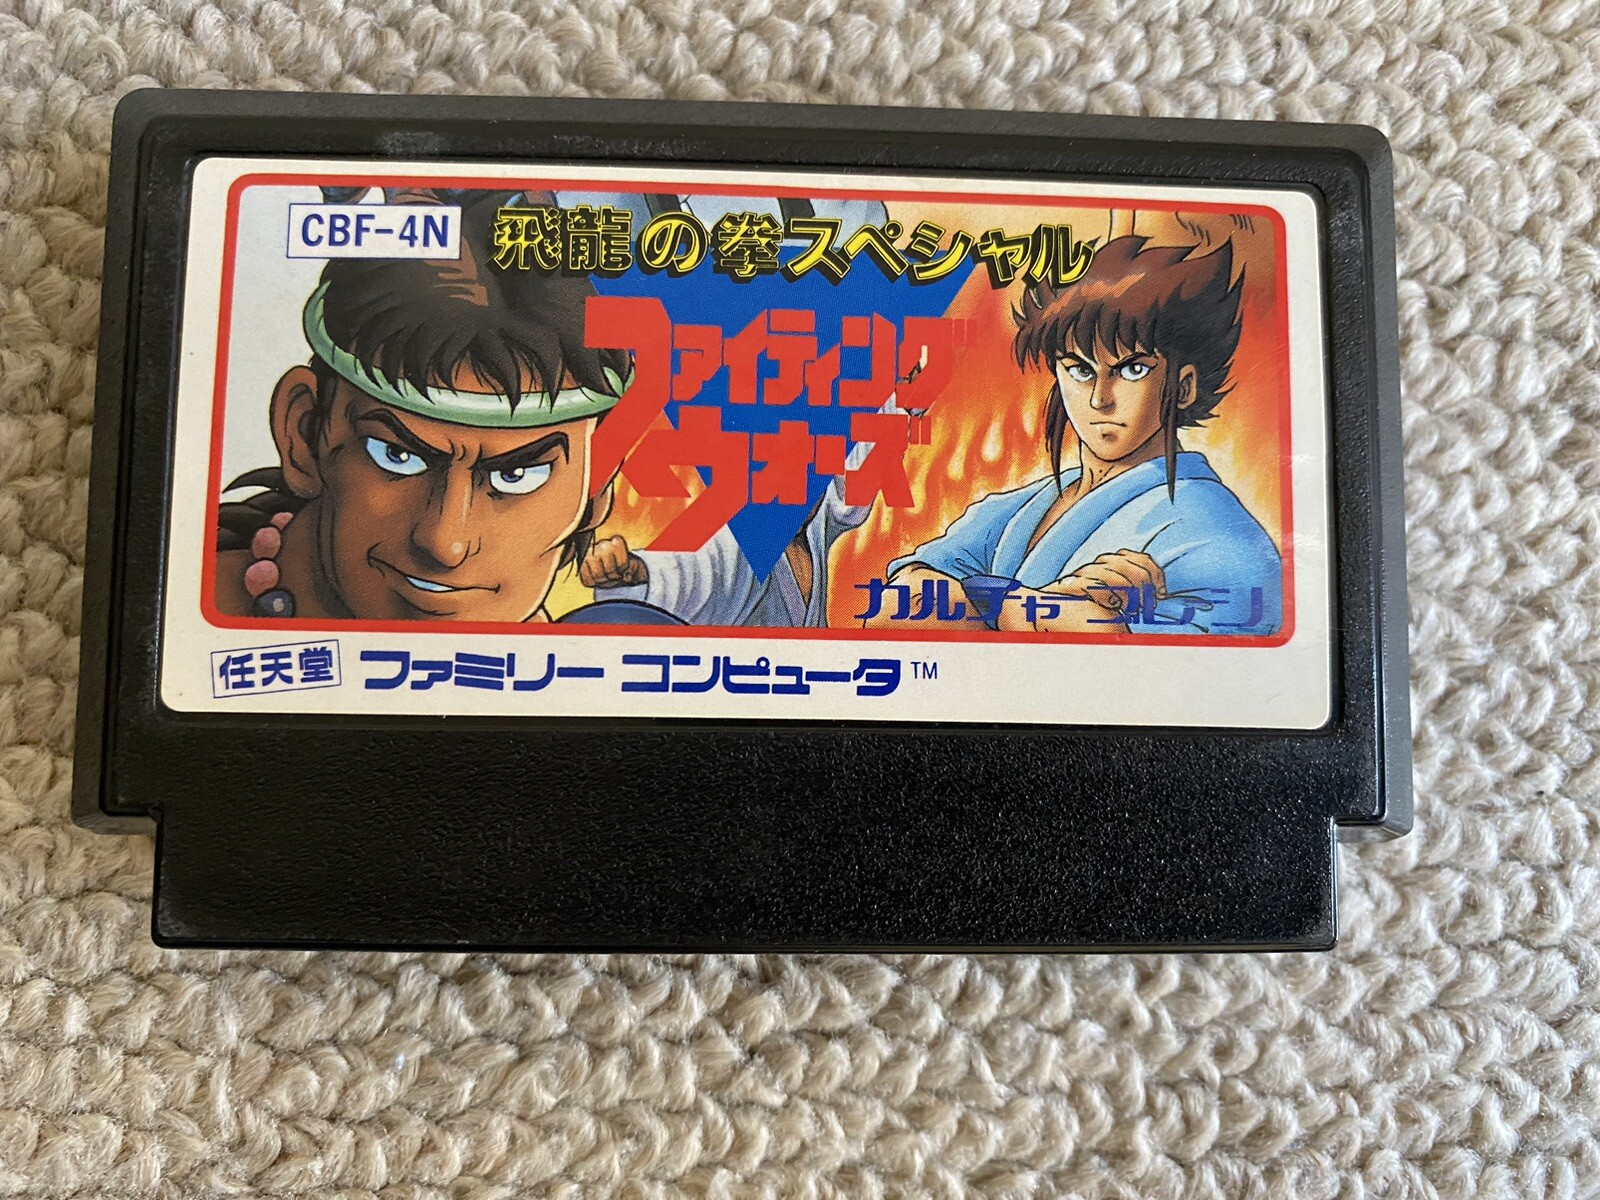 CBF-4N
飛龍の拳スペシャル
ファイティング
ウォーズ
カルチャーブレーン
任天堂 ファミリー コンピュータ™